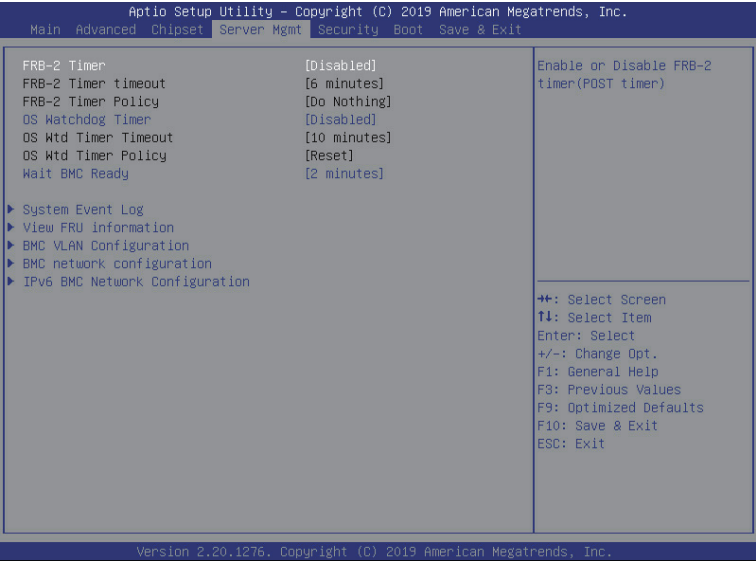 Aptio Setup Utility – Copyright (C) 2019 American Megatrends, Inc.
Main Advanced Chipset Server Mgmt Security Boot Save & Exit
FRB-2 Timer [Disabled]
FRB-2 Timer timeout [6 minutes]
FRB-2 Timer Policy [Do Nothing]
OS Watchdog Timer [Disabled]
OS Wtd Timer Timeout [10 minutes]
OS Wtd Timer Policy [Reset]
Wait BMC Ready [2 minutes]
System Event Log
View FRU information
BMC VLAN Configuration
BMC network configuration
IPv6 BMC Network Configuration
Enable or Disable FRB-2
timer(POST timer)
→←: Select Screen
↑↓: Select Item
Enter: Select
+/-: Change Opt.
F1: General Help
F3: Previous Values
F9: Optimized Defaults
F10: Save & Exit
ESC: Exit
Version 2.20.1276. Copyright (C) 2019 American Megatrends, Inc.